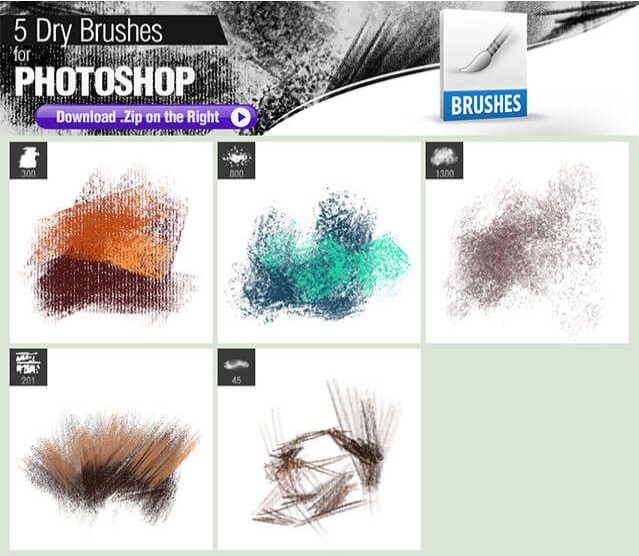 5 Dry Brushes
for
PHOTOSHOP
Download .Zip on the Right
BRUSHES
300
800
1300
201
45